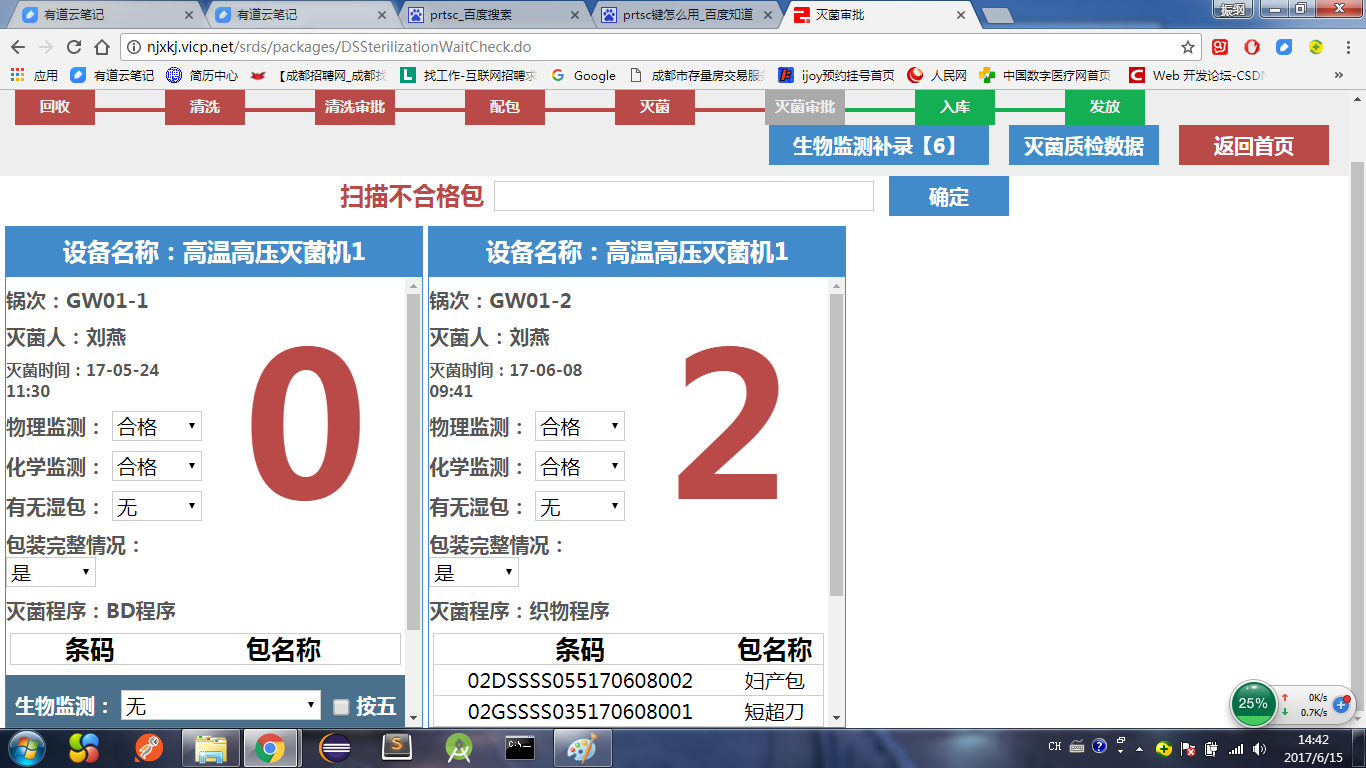 有道云笔记
有道云笔记
prtsc_百度搜索
prtsc键怎么用_百度知道
灭菌审批
振纲
njxkj.vicp.net/srds/packages/DSSterilizationWaitCheck.do
应用
有道云笔记
简历中心
【成都招聘网_成都找
找工作-互联网招聘求
Google
成都市存量房交易服
ijoy预约挂号首页
人民网
中国数字医疗网首页
Web 开发论坛-CSDN
»
回收
清洗
清洗审批
配包
灭菌
灭菌审批
入库
发放
生物监测补录【6】
灭菌质检数据
返回首页
扫描不合格包
确定
设备名称：高温高压灭菌机1
锅次：GW01-1
灭菌人：刘燕
灭菌时间：17-05-24
11:30
0
物理监测： 合格
化学监测： 合格
有无湿包： 无
包装完整情况：
是
灭菌程序：BD程序
条码 包名称
生物监测： 无 按五
设备名称：高温高压灭菌机1
锅次：GW01-2
灭菌人：刘燕
灭菌时间：17-06-08
09:41
2
物理监测： 合格
化学监测： 合格
有无湿包： 无
包装完整情况：
是
灭菌程序：织物程序
条码 包名称
02DSSSS055170608002 妇产包
02GSSSS035170608001 短超刀
25%
0K/s
0.7K/s
CH
14:42
2017/6/15